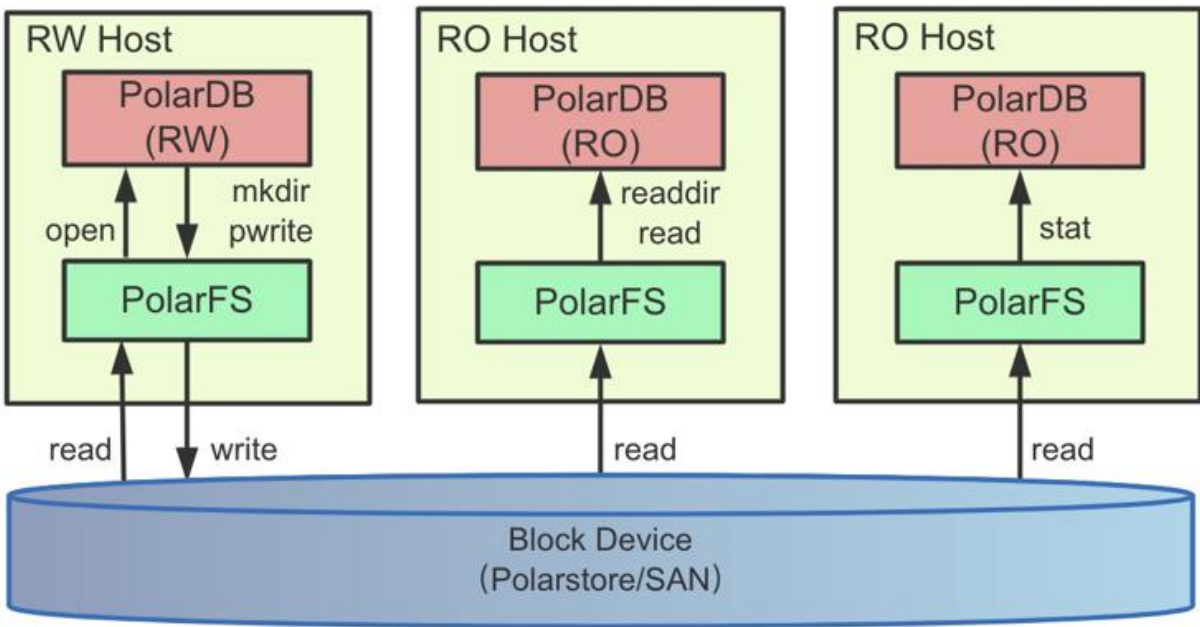 RW Host
PolarDB
(RW)
open
mkdir
pwrite
PolarFS
read
write
RO Host
PolarDB
(RO)
readdir
read
PolarFS
read
RO Host
PolarDB
(RO)
stat
PolarFS
read
Block Device
(Polarstore/SAN)